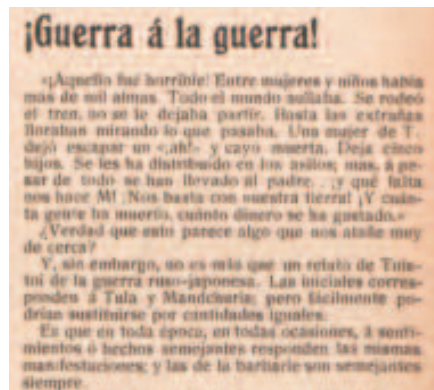 ¡Guerra á la guerra!
«¡Aquello fué horrible! Entre mujeres y niños había
más de mil almas. Todo el mundo aullaba. Se rodeó
el tren, no se le dejaba partir. Hasta las extrañas
lloraban mirando lo que pasaba. Una mujer de T.
dejó escapar un «¡ah!» y cayó muerta. Deja cinco
hijos. Se les ha distribuido en los asilos; mas, á pe-
sar de todo se han llevado al padre. . ¡y qué falta
nos hace M! ¡Nos basta con nuestra tierra! ¡Y cuán-
ta gente ha muerto, cuánto dinero se ha gastado.»
¿Verdad que esto parece algo que nos atañe muy
de cerca?
Y, sin embargo, no es más que un relato de Tols-
toi de la guerra ruso-japonesa. Las iniciales corres-
ponden á Tula y Mandchuria; pero fácilmente po-
drían sustituirse por cantidades iguales.
Es que en toda época, en todas ocasiones, á senti-
mientos ó hechos semejantes responden las mismas
manifestaciones; y las de la barbarie son semejantes
siempre.